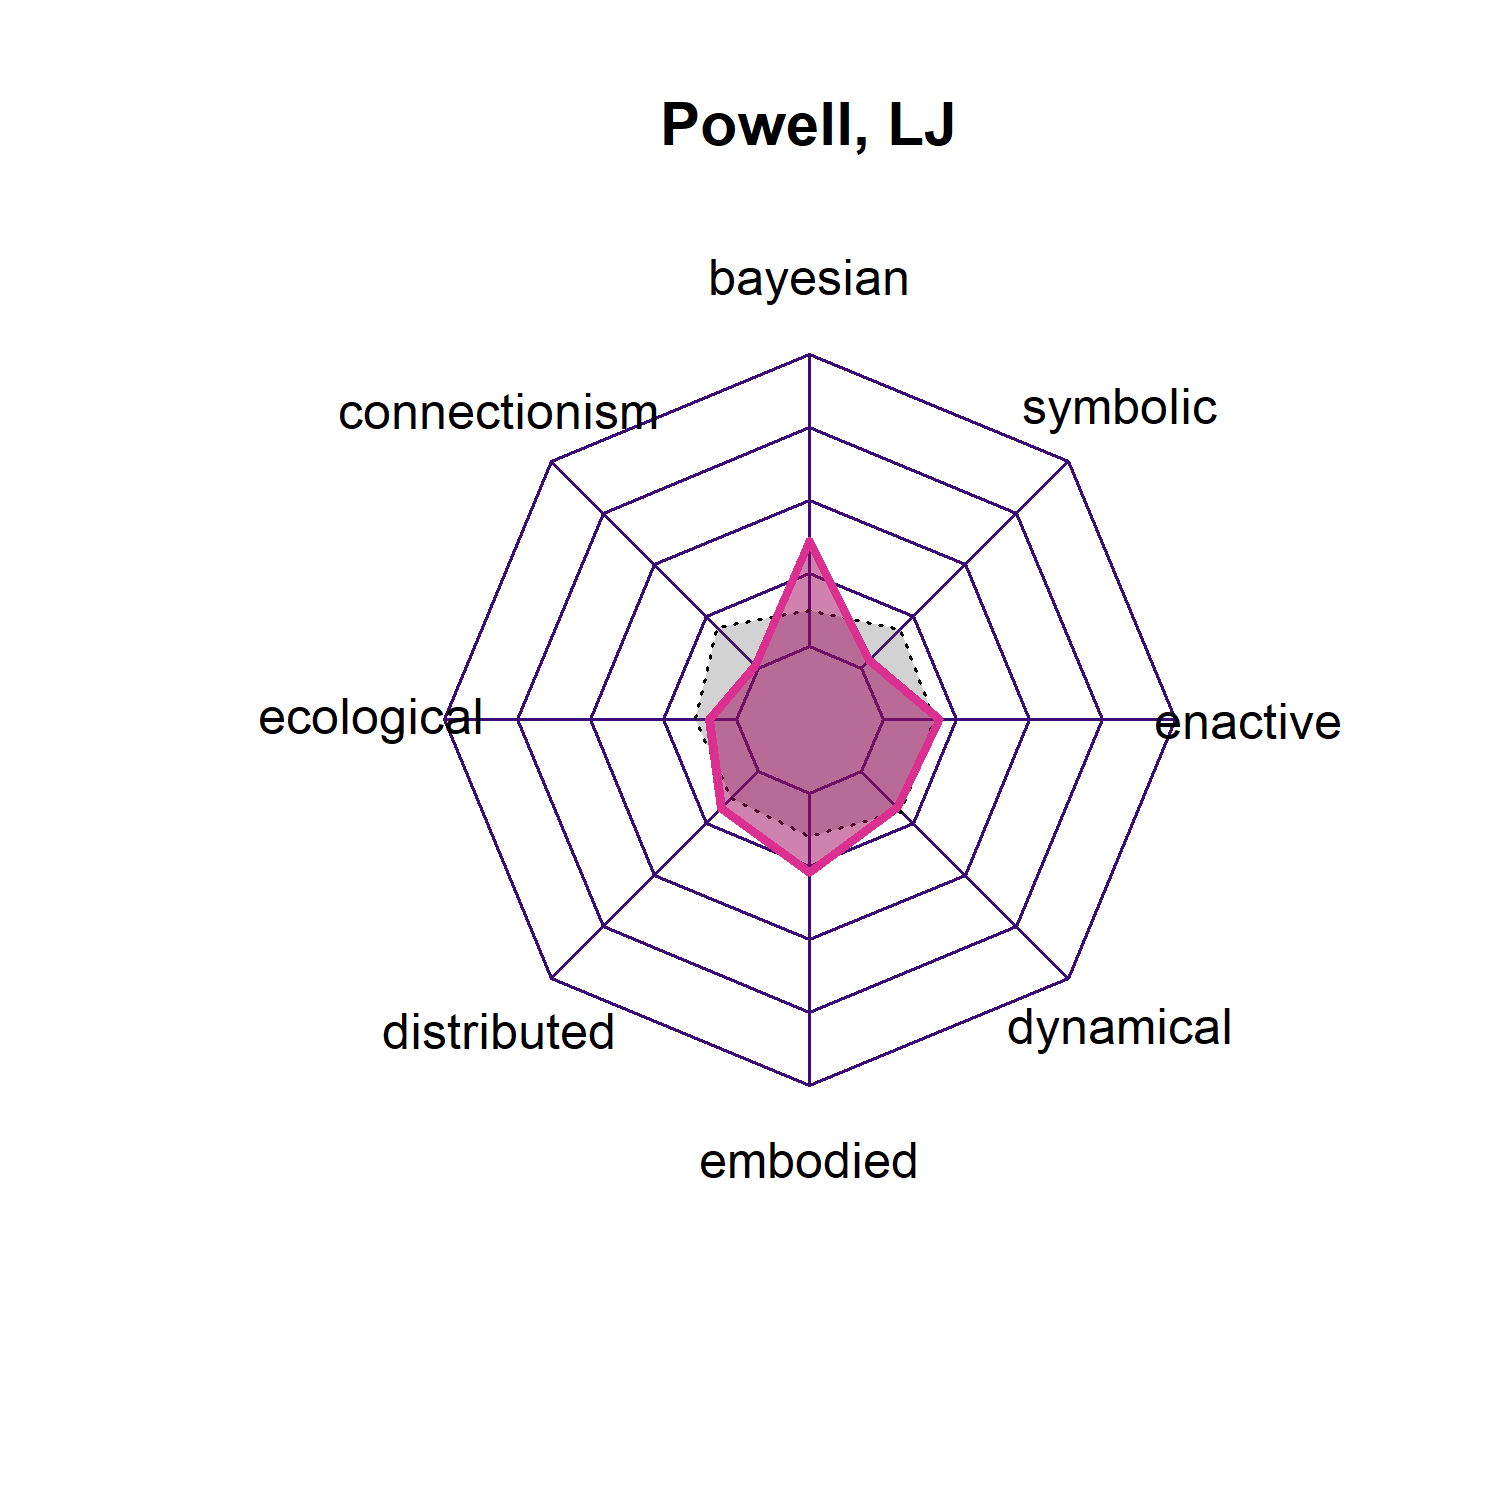 Powell, LJ
bayesian
symbolic
connectionism
ecological
enactive
distributed
dynamical
embodied